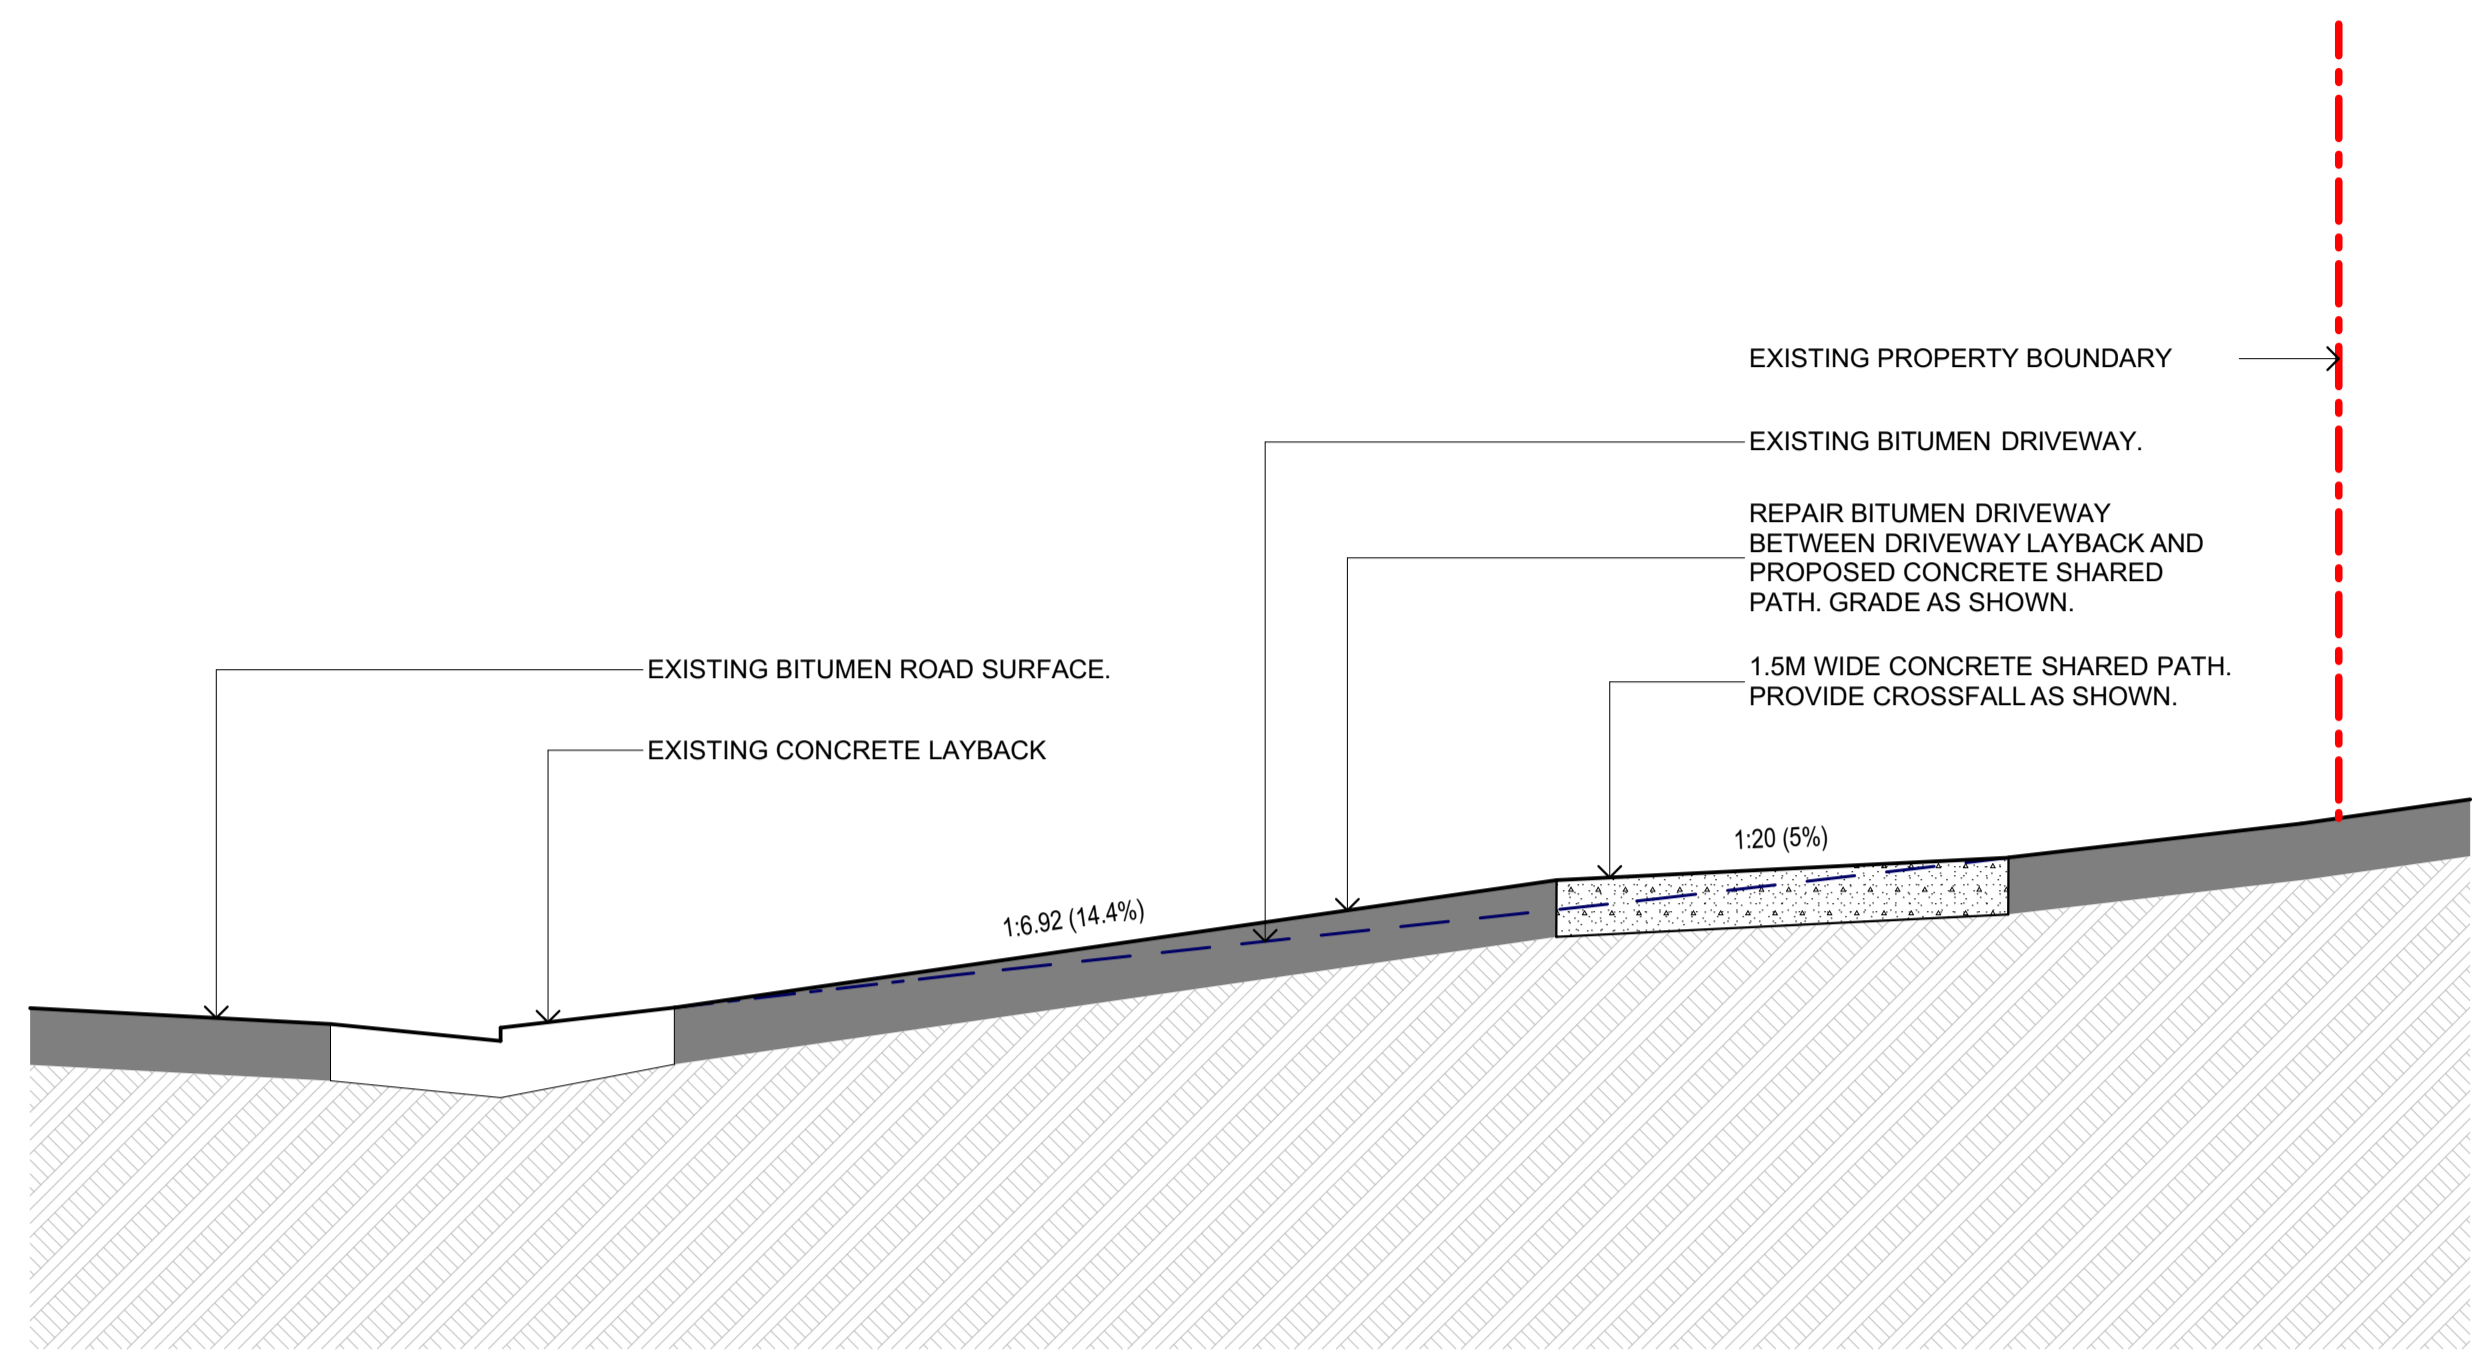 EXISTING PROPERTY BOUNDARY
EXISTING BITUMEN DRIVEWAY.
REPAIR BITUMEN DRIVEWAY
BETWEEN DRIVEWAY LAYBACK AND
PROPOSED CONCRETE SHARED
PATH. GRADE AS SHOWN.
EXISTING BITUMEN ROAD SURFACE.
1.5M WIDE CONCRETE SHARED PATH.
PROVIDE CROSSFALL AS SHOWN.
EXISTING CONCRETE LAYBACK
1:20 (5%)
1:6.92 (14.4%)